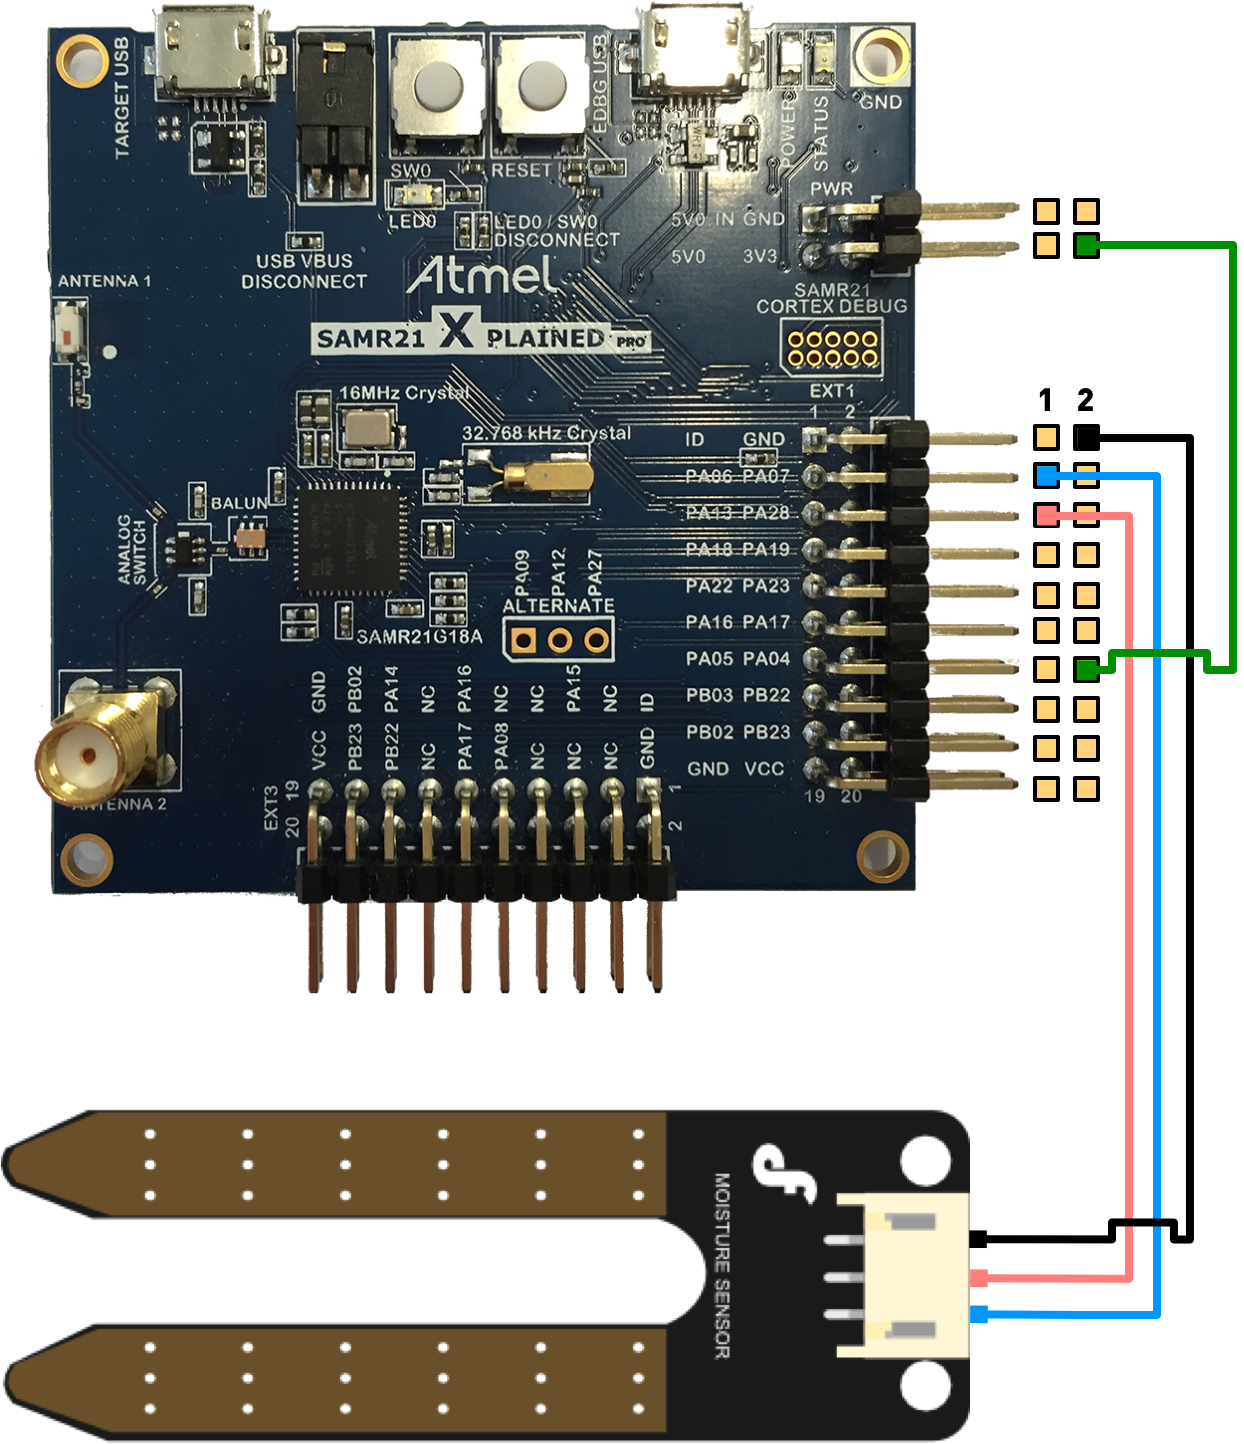 TARGET USB
SW0
RESET
EDBG USB
POWER
STATUS
GND
LED0
LED0 / SW0
DISCONNECT
USB VBUS
DISCONNECT
PWR
5V0 IN GND
5V0 3V3
ANTENNA 1
Atmel
SAMR21 X PLAINED PRO
SAMR21
CORTEX DEBUG
EXT1
1 2
1 2
16MHz Crystal
32.768 kHz Crystal
ID GND
PA06 PA07
PA13 PA28
PA18 PA19
PA22 PA23
PA16 PA17
PA05 PA04
PB03 PB22
PB02 PB23
GND VCC
19 20
BALUN
ANALOG
SWITCH
PA09
PA12
PA27
ALTERNATE
SAMR21G18A
GND PB02 PA14 NC PA16 NC NC PA15 NC ID
VCC PB23 PB22 NC PA17 PA08 NC NC NC GND
EXT3
19
20
1
2
ANTENNA 2
MOISTURE SENSOR